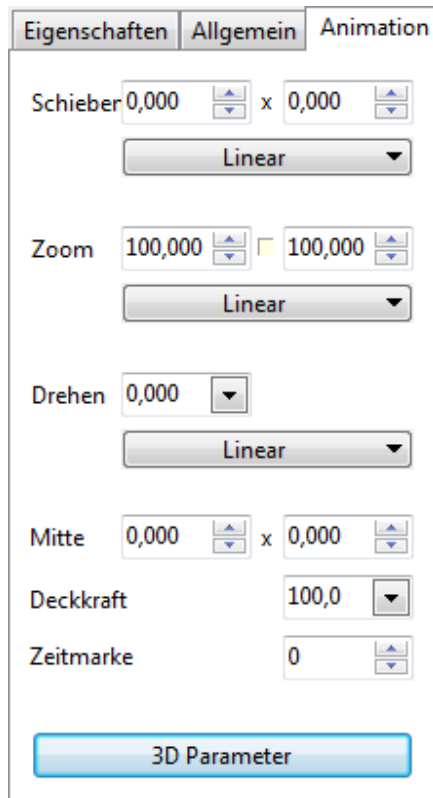 Eigenschaften Allgemein Animation
Schieben 0,000 x 0,000
Linear
Zoom 100,000 100,000
Linear
Drehen 0,000
Linear
Mitte 0,000 x 0,000
Deckkraft 100,0
Zeitmarke 0
3D Parameter